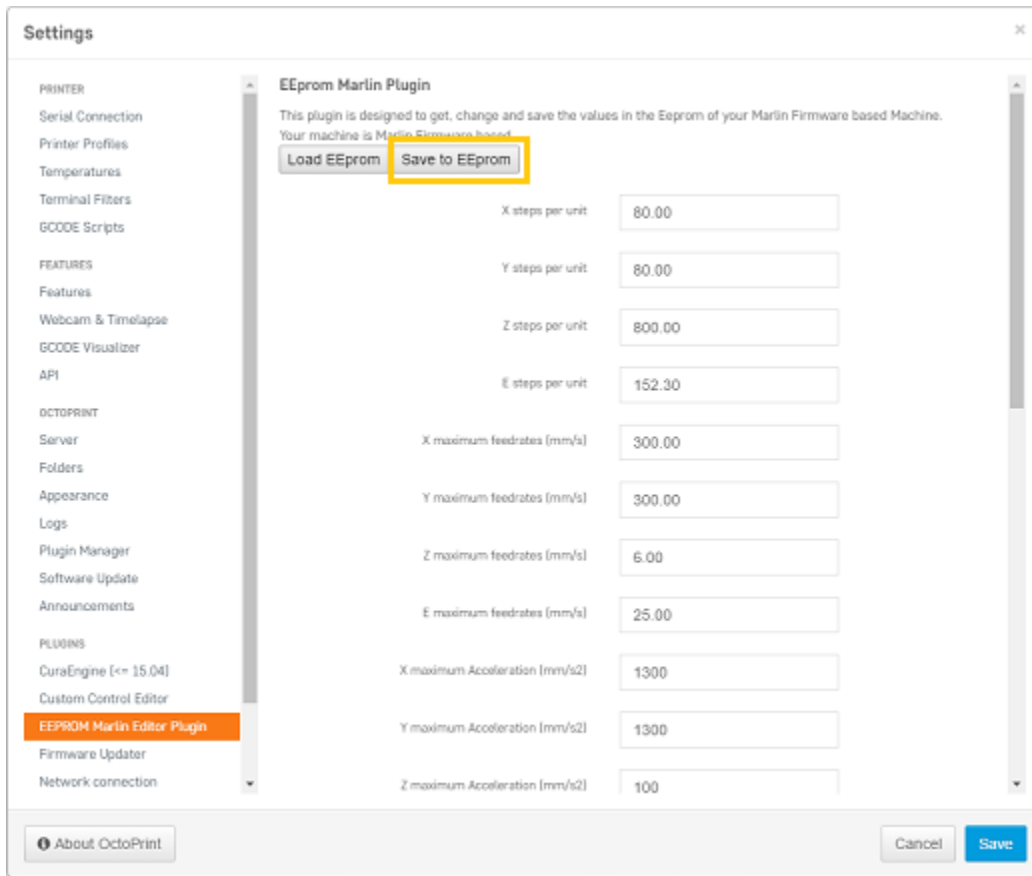 Settings
×
PRINTER
Serial Connection
Printer Profiles
Temperatures
Terminal Filters
GCODE Scripts
FEATURES
Features
Webcam & Timelapse
GCODE Visualizer
API
OCTOPRINT
Server
Folders
Appearance
Logs
Plugin Manager
Software Update
Announcements
PLUGINS
CuraEngine (<= 15.04)
Custom Control Editor
EEPROM Marlin Editor Plugin
Firmware Updater
Network connection
EEprom Marlin Plugin
This plugin is designed to get, change and save the values in the Eeprom of your Marlin Firmware based Machine.
Your machine is Marlin Firmware based
Load EEprom
Save to EEprom
X steps per unit 80.00
Y steps per unit 80.00
Z steps per unit 800.00
E steps per unit 152.30
X maximum feedrates (mm/s) 300.00
Y maximum feedrates (mm/s) 300.00
Z maximum feedrates (mm/s) 6.00
E maximum feedrates (mm/s) 25.00
X maximum Acceleration (mm/s2) 1300
Y maximum Acceleration (mm/s2) 1300
Z maximum Acceleration (mm/s2) 100
About OctoPrint
Cancel
Save